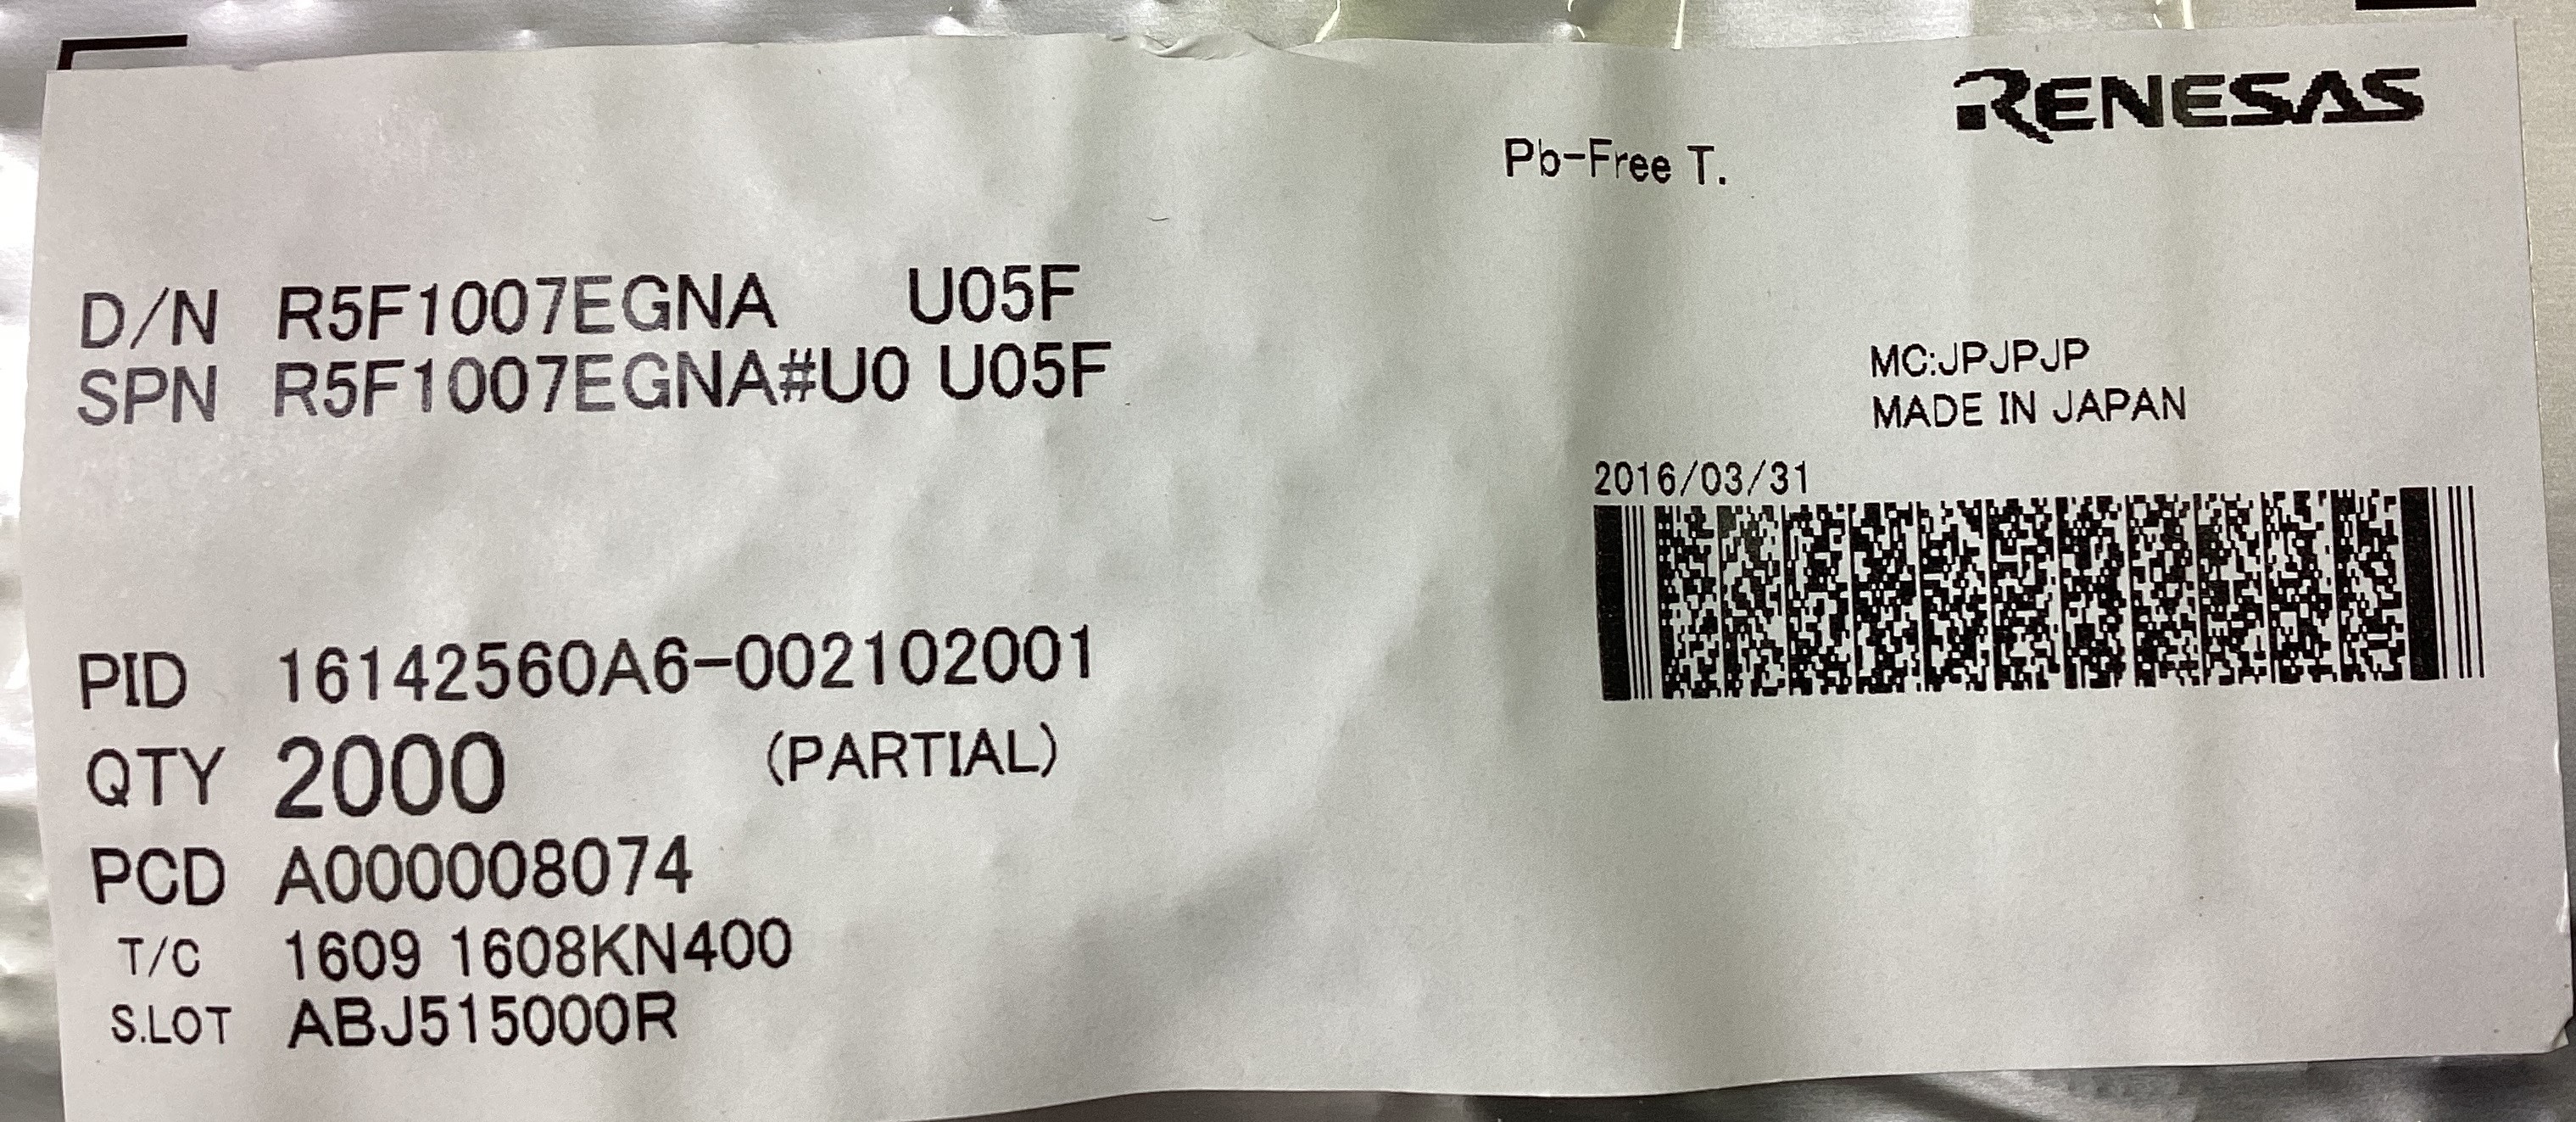 RENESAS
Pb-Free T.
D/N R5F1007EGNA U05F
SPN R5F1007EGNA#U0 U05F
MC:JPJPJP
MADE IN JAPAN
2016/03/31
PID 16142560A6-002102001
QTY 2000 (PARTIAL)
PCD A000008074
T/C 1609 1608KN400
S.LOT ABJ515000R